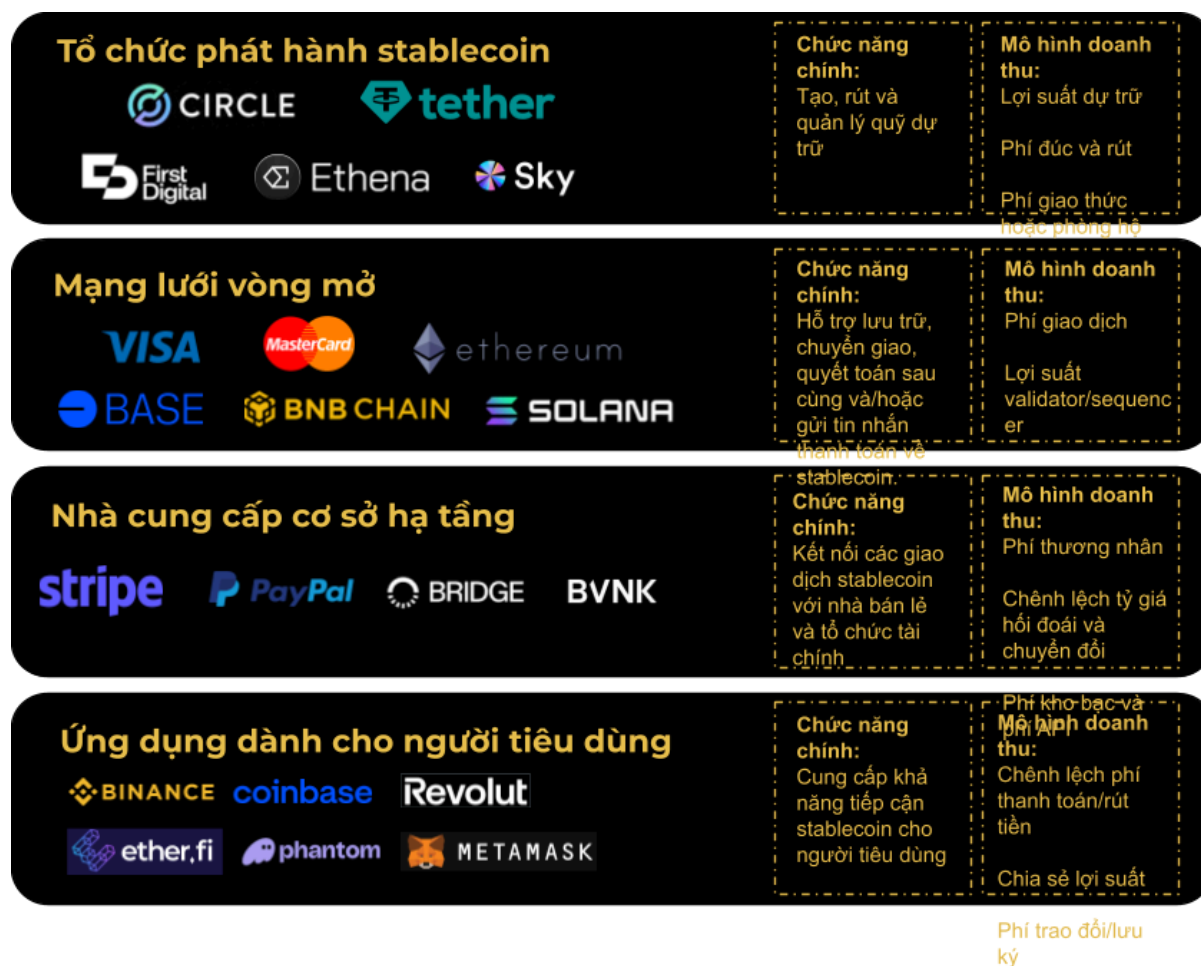 Tổ chức phát hành stablecoin
CIRCLE
tether
First
Digital
Ethena
Sky
Chức năng
chính:
Tạo, rút và
quản lý quỹ dự
trữ
Mô hình doanh
thu:
Lợi suất dự trữ
Phí đúc và rút
Phí giao thức
hoặc phòng hộ
Mạng lưới vòng mở
VISA
MasterCard
ethereum
BASE
BNB CHAIN
SOLANA
Chức năng
chính:
Hỗ trợ lưu trữ,
chuyển giao,
quyết toán sau
cùng và/hoặc
gửi tin nhắn
thanh toán về
stablecoin.
Mô hình doanh
thu:
Phí giao dịch
Lợi suất
validator/sequenc
er
Nhà cung cấp cơ sở hạ tầng
stripe
PayPal
BRIDGE
BVNK
Chức năng
chính:
Kết nối các giao
dịch stablecoin
với nhà bán lẻ
và tổ chức tài
chính
Mô hình doanh
thu:
Phí thương nhân
Chênh lệch tỷ giá
hối đoái và
chuyển đổi
Phí kho bạc và
phí API
Ứng dụng dành cho người tiêu dùng
BINANCE
coinbase
Revolut
ether.fi
phantom
METAMASK
Chức năng
chính:
Cung cấp khả
năng tiếp cận
stablecoin cho
người tiêu dùng
Mô hình doanh
thu:
Chênh lệch phí
thanh toán/rút
tiền
Chia sẻ lợi suất
Phí trao đổi/lưu
ký